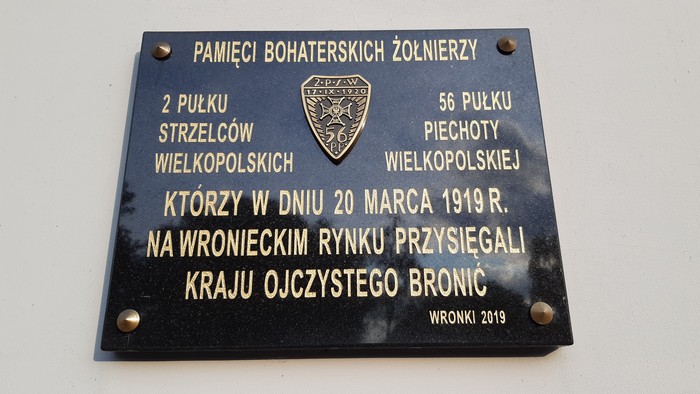 PAMIĘCI BOHATERSKICH ŻOŁNIERZY
2 PUŁKU
STRZELCÓW
WIELKOPOLSKICH
2·P·S·W
17·IX·1920
56
P.P.
56 PUŁKU
PIECHOTY
WIELKOPOLSKIEJ
KTÓRZY W DNIU 20 MARCA 1919 R.
NA WRONIECKIM RYNKU PRZYSIĘGALI
KRAJU OJCZYSTEGO BRONIĆ
WRONKI 2019